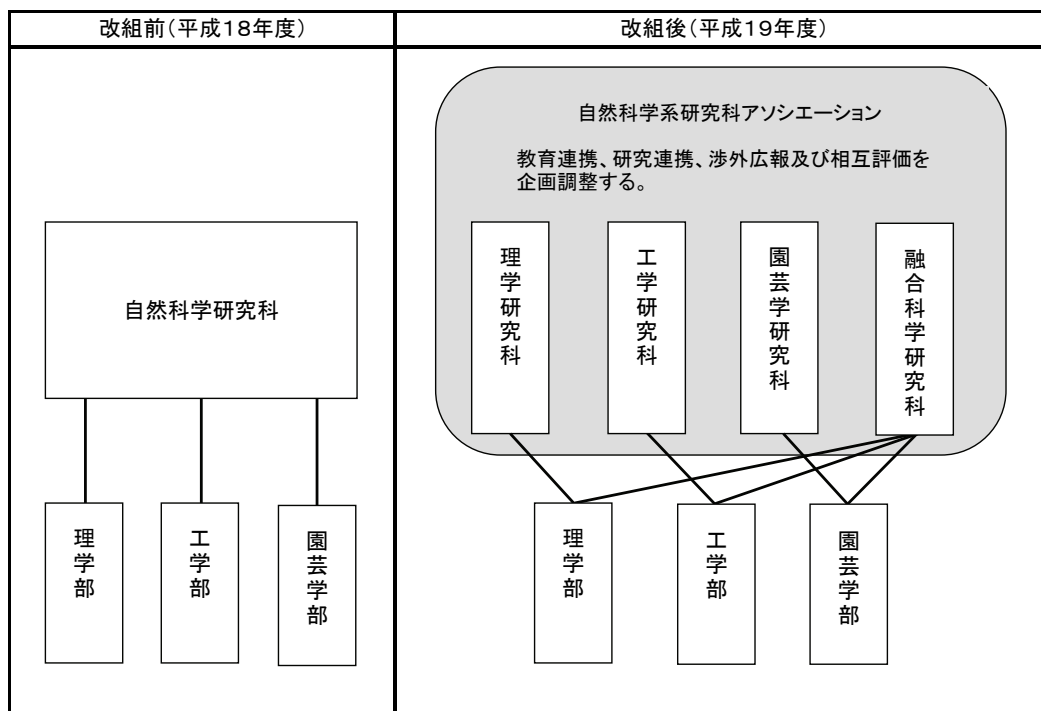 改組前(平成18年度)
改組後(平成19年度)
自然科学研究科
理学部
工学部
園芸学部
自然科学系研究科アソシエーション
教育連携、研究連携、渉外広報及び相互評価を
企画調整する。
理学研究科
工学研究科
園芸学研究科
融合科学研究科
理学部
工学部
園芸学部